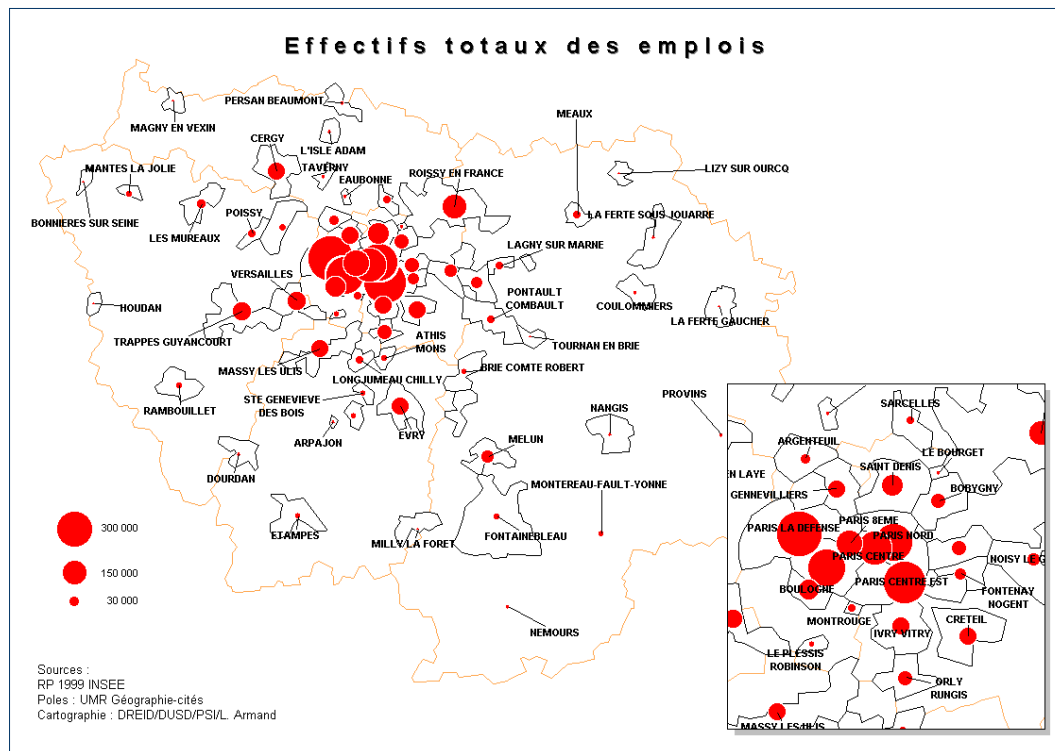 Effectifs totaux des emplois
PERSAN BEAUMONT
MAGNY EN VEXIN
MEAUX
CERGY
L'ISLE ADAM
TAVERNY
MANTES LA JOLIE
EAUBONNE
ROISSY EN FRANCE
LIZY SUR OURCQ
BONNIERES SUR SEINE
LES MUREAUX
POISSY
LA FERTE SOUS JOUARRE
LAGNY SUR MARNE
VERSAILLES
HOUDAN
PONTAULT
COMBAULT
COULOMMIERS
LA FERTE GAUCHER
TRAPPES GUYANCOURT
ATHIS
MONS
TOURNAN EN BRIE
MASSY LES ULIS
LONGJUMEAU CHILLY
BRIE COMTE ROBERT
RAMBOUILLET
STE GENEVIEVE
DES BOIS
NANGIS
PROVINS
ARPAJON
EVRY
MELUN
DOURDAN
MONTEREAU-FAULT-YONNE
ETAMPES
MILLY LA FORET
FONTAINEBLEAU
NEMOURS
300 000
150 000
30 000
SARCELLES
ARGENTEUIL
LE BOURGET
EN LAYE
SAINT DENIS
GENNEVILLIERS
BOBYGNY
PARIS 8EME
PARIS LA DEFENSE
PARIS NORD
PARIS CENTRE
NOISY LE G
PARIS CENTRE EST
BOULOGNE
FONTENAY
NOGENT
MONTROUGE
CRETEIL
IVRY VITRY
LE PLESSIS
ROBINSON
ORLY
RUNGIS
MASSY LES ULIS
Sources :
RP 1999 INSEE
Poles : UMR Géographie-cités
Cartographie : DREID/DUSD/PSI/L. Armand